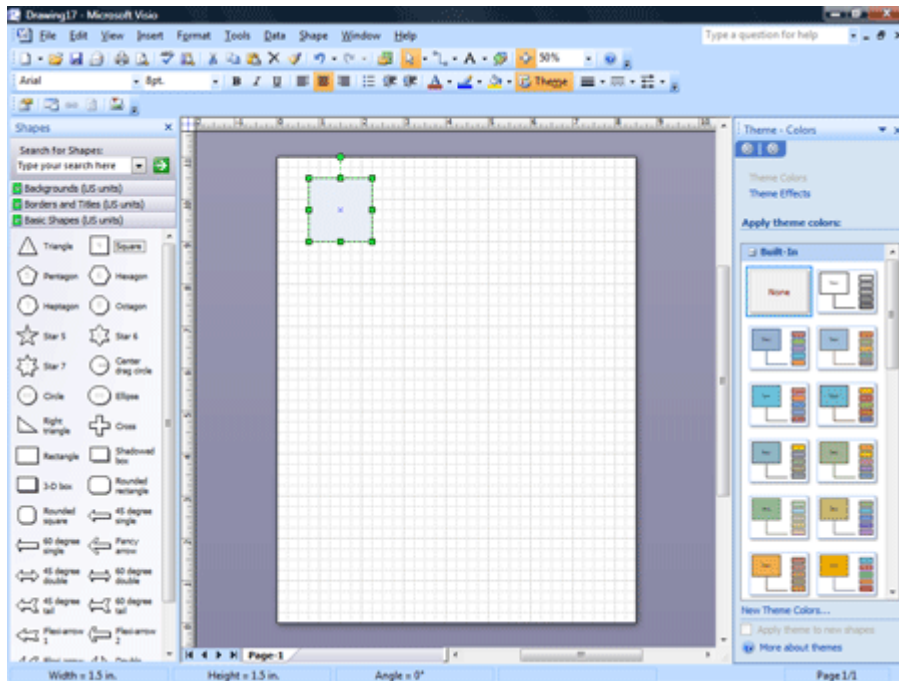 Drawing17 - Microsoft Visio
File Edit View Insert Format Tools Data Shape Window Help
Type a question for help
50%
Arial 8pt. B I U Theme
Shapes
Theme - Colors
Search for Shapes:
Type your search here
Theme Colors
Theme Effects
Backgrounds (US units)
Borders and Titles (US units)
Basic Shapes (US units)
Apply theme colors:
Built-In
None
Triangle Square
Pentagon Hexagon
Heptagon Octagon
Star 5 Star 6
Star 7 Center drag circle
Circle Ellipse
Right triangle Cross
Rectangle Shadowed box
3-D box Rounded rectangle
Rounded square 45 degree single
60 degree single Fancy arrow
45 degree double 60 degree double
45 degree tail 60 degree tail
Flexi-arrow 1 Flexi-arrow 2
New Theme Colors...
Apply theme to new shapes
More about themes
Page-1
Width = 1.5 in. Height = 1.5 in. Angle = 0° Page 1/1